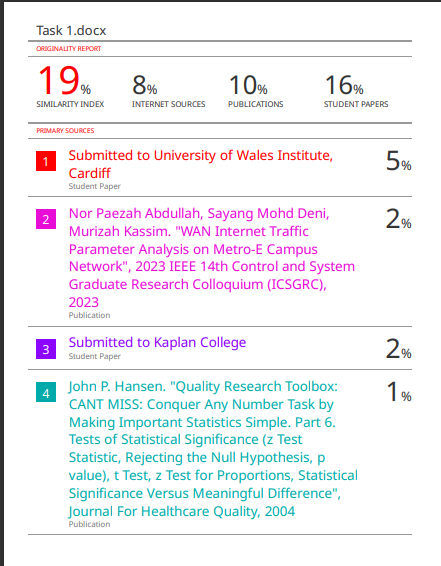 Task 1.docx
ORIGINALITY REPORT
19%
SIMILARITY INDEX
8%
INTERNET SOURCES
10%
PUBLICATIONS
16%
STUDENT PAPERS
PRIMARY SOURCES
1
Submitted to University of Wales Institute,
Cardiff
Student Paper
5%
2
Nor Paezah Abdullah, Sayang Mohd Deni,
Murizah Kassim. "WAN Internet Traffic
Parameter Analysis on Metro-E Campus
Network", 2023 IEEE 14th Control and System
Graduate Research Colloquium (ICSGRC),
2023
Publication
2%
3
Submitted to Kaplan College
Student Paper
2%
4
John P. Hansen. "Quality Research Toolbox:
CANT MISS: Conquer Any Number Task by
Making Important Statistics Simple. Part 6.
Tests of Statistical Significance (z Test
Statistic, Rejecting the Null Hypothesis, p
value), t Test, z Test for Proportions, Statistical
Significance Versus Meaningful Difference",
Journal For Healthcare Quality, 2004
Publication
1%